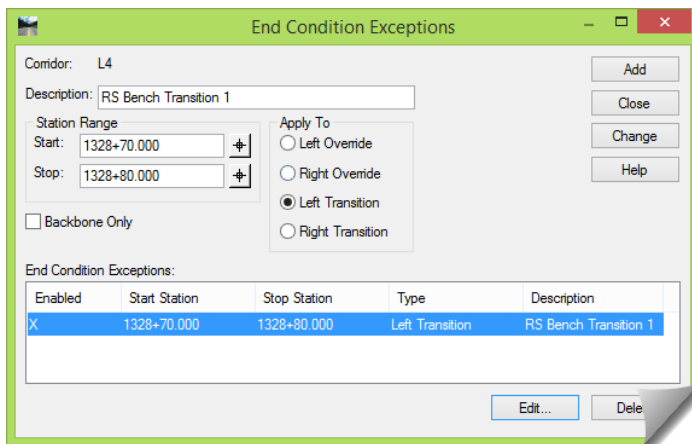 End Condition Exceptions
Corridor: L4
Add
Description: RS Bench Transition 1
Close
Station Range
Apply To
Change
Start: 1328+70.000
Left Override
Help
Stop: 1328+80.000
Right Override
Left Transition
Backbone Only
Right Transition
End Condition Exceptions:
Enabled Start Station Stop Station Type Description
X 1328+70.000 1328+80.000 Left Transition RS Bench Transition 1
Edit... Dele